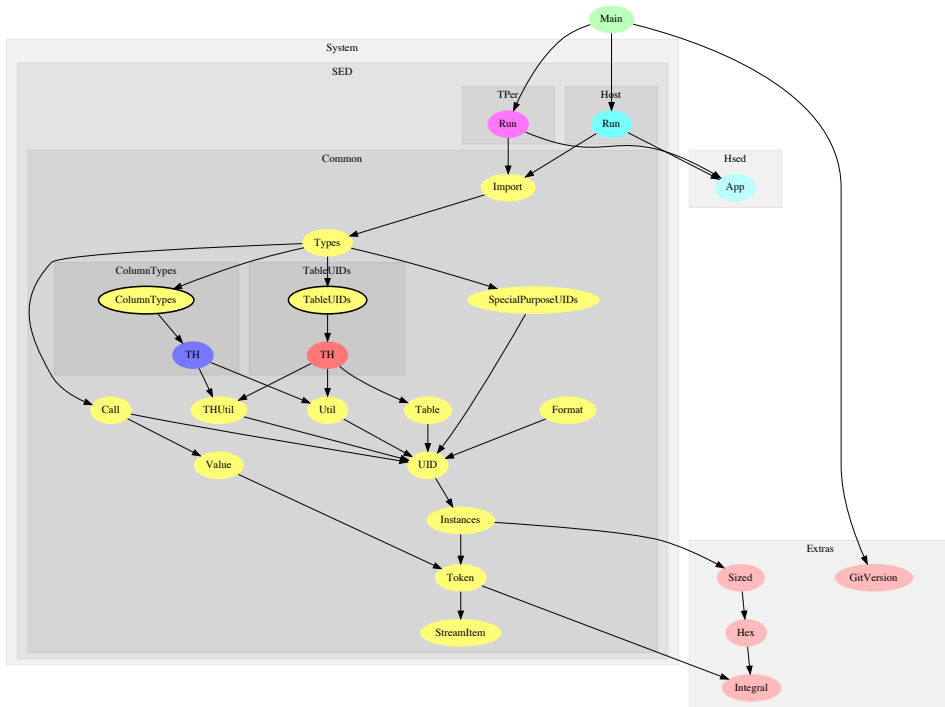 Main
System
SED
TPer
Host
Run
Run
Common
Hsed
Import
App
Types
ColumnTypes
TableUIDs
ColumnTypes
TableUIDs
SpecialPurposeUIDs
TH
TH
Call
THUtil
Util
Table
Format
Value
UID
Instances
Extras
Token
Sized
GitVersion
StreamItem
Hex
Integral